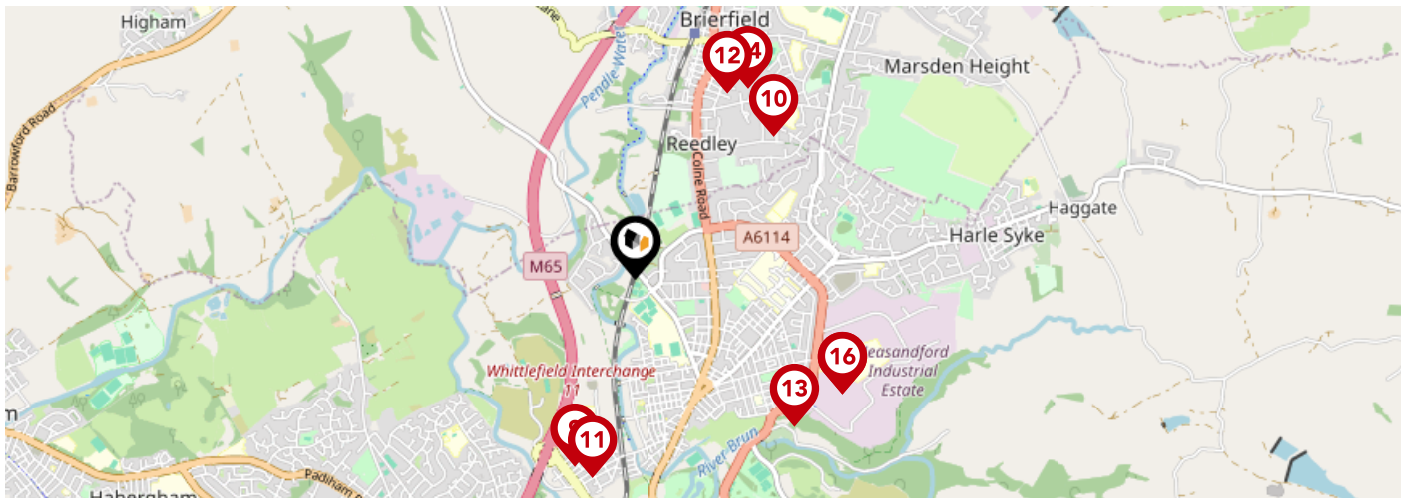 Higham
Brierfield
Pendle Water
12
10
Marsden Height
Barrowford Road
Reedley
Colne Road
Haggate
Harle Syke
A6114
M65
Whittlefield Interchange
11
16
Industrial
Estate
13
11
River Brun
Padiham
Habergham